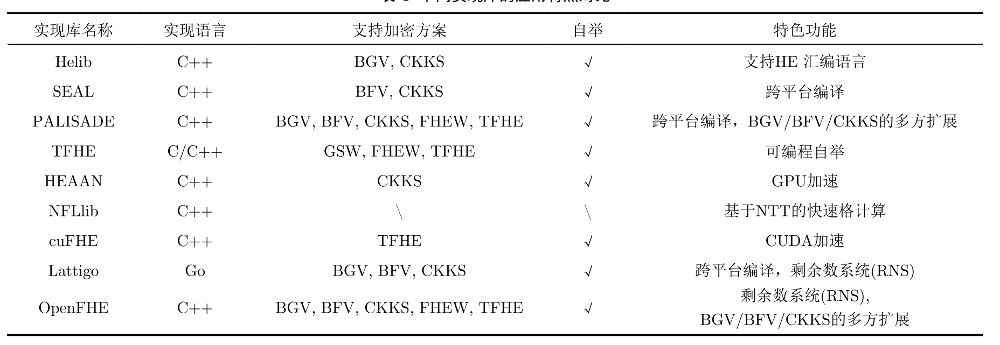 实现库名称 实现语言 支持加密方案 自举 特色功能
Helib C++ BGV, CKKS √ 支持HE 汇编语言
SEAL C++ BFV, CKKS √ 跨平台编译
PALISADE C++ BGV, BFV, CKKS, FHEW, TFHE √ 跨平台编译，BGV/BFV/CKKS的多方扩展
TFHE C/C++ GSW, FHEW, TFHE √ 可编程自举
HEAAN C++ CKKS √ GPU加速
NFLlib C++ \ \ 基于NTT的快速格计算
cuFHE C++ TFHE √ CUDA加速
Lattigo Go BGV, BFV, CKKS √ 跨平台编译，剩余数系统(RNS)
OpenFHE C++ BGV, BFV, CKKS, FHEW, TFHE √ 剩余数系统(RNS),
BGV/BFV/CKKS的多方扩展